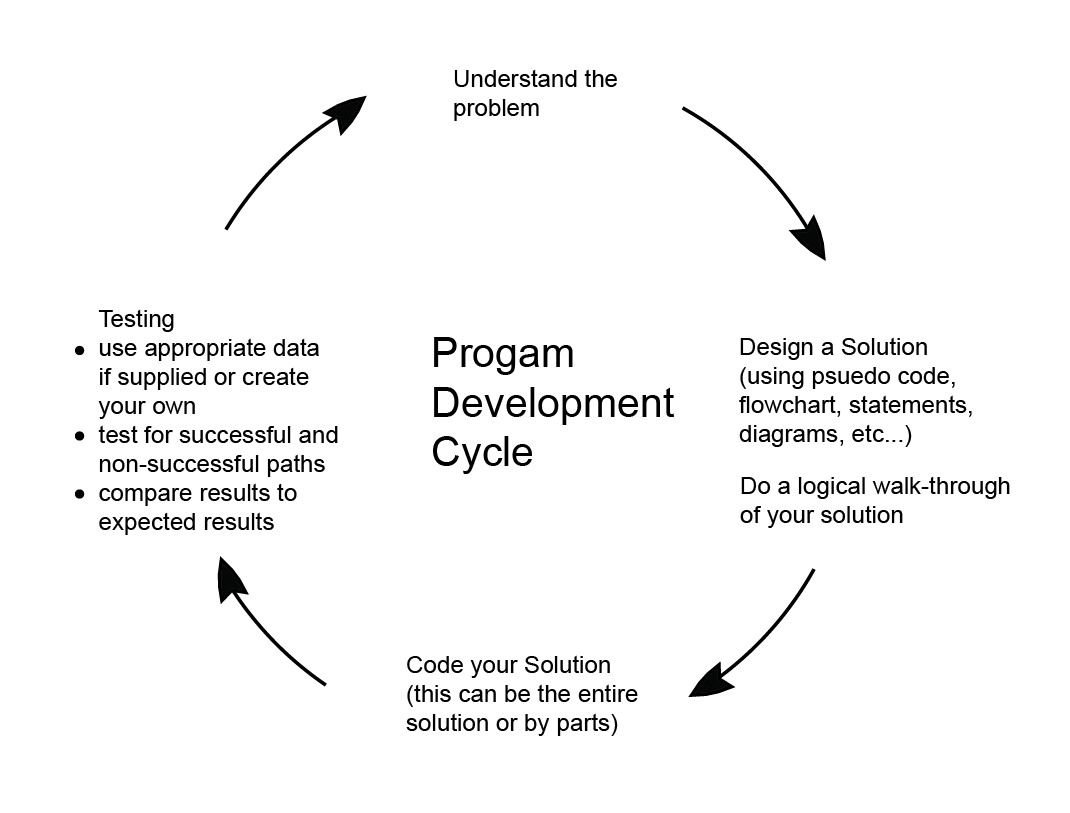 Understand the
problem
Progam
Development
Cycle
Design a Solution
(using psuedo code,
flowchart, statements,
diagrams, etc...)
Do a logical walk-through
of your solution
Code your Solution
(this can be the entire
solution or by parts)
Testing
• use appropriate data
if supplied or create
your own
• test for successful and
non-successful paths
• compare results to
expected results